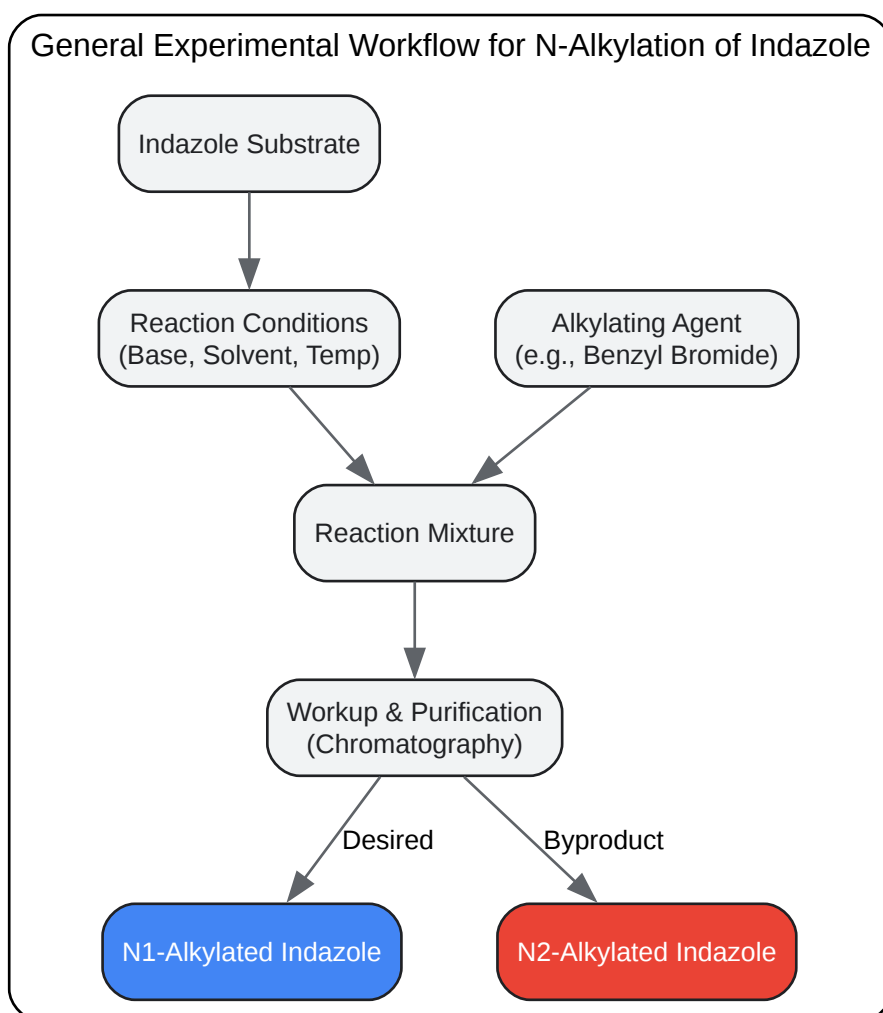 General Experimental Workflow for N-Alkylation of Indazole
Indazole Substrate
Reaction Conditions
(Base, Solvent, Temp)
Alkylating Agent
(e.g., Benzyl Bromide)
Reaction Mixture
Workup & Purification
(Chromatography)
Desired
Byproduct
N1-Alkylated Indazole
N2-Alkylated Indazole